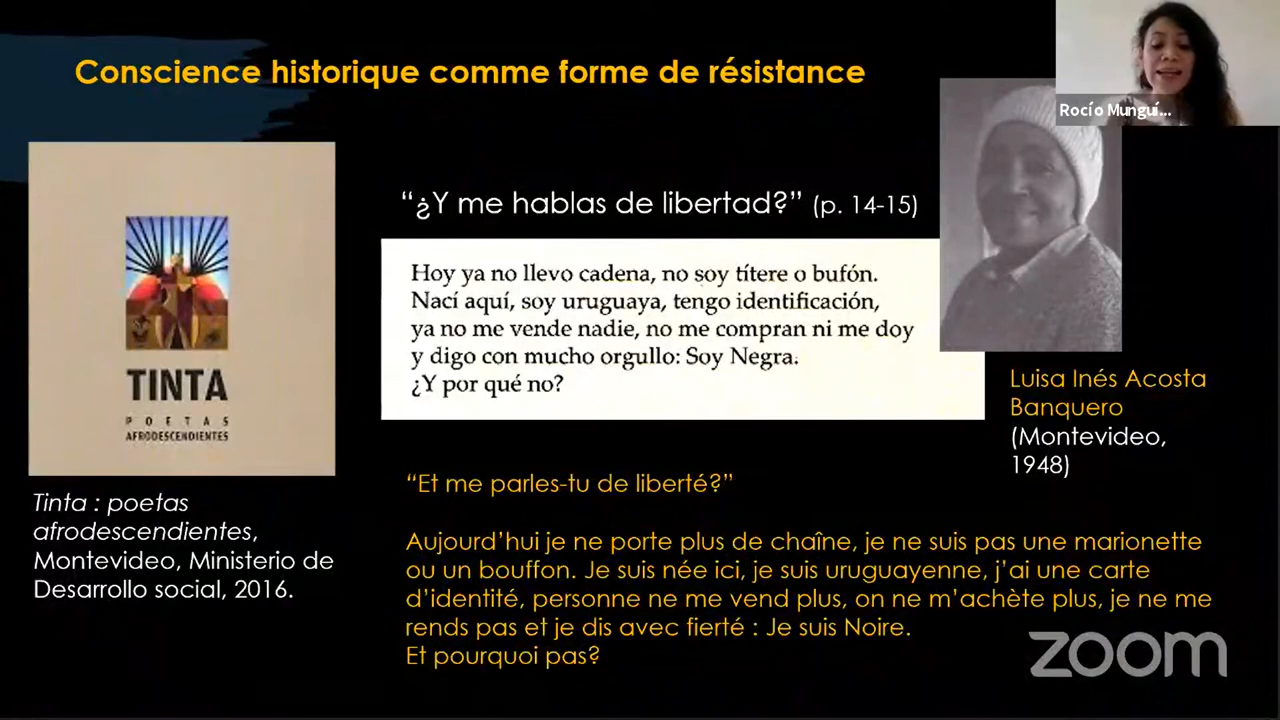 Conscience historique comme forme de résistance
Rocío Munguí...
“¿Y me hablas de libertad?” (p. 14-15)
Hoy ya no llevo cadena, no soy títere o bufón.
Nací aquí, soy uruguaya, tengo identificación,
ya no me vende nadie, no me compran ni me doy
y digo con mucho orgullo: Soy Negra.
¿Y por qué no?
TINTA
POETAS
AFRODESCENDIENTES
Luisa Inés Acosta
Banquero
(Montevideo,
1948)
Tinta : poetas
afrodescendientes,
Montevideo, Ministerio de
Desarrollo social, 2016.
“Et me parles-tu de liberté?”
Aujourd’hui je ne porte plus de chaîne, je ne suis pas une marionette
ou un bouffon. Je suis née ici, je suis uruguayenne, j’ai une carte
d’identité, personne ne me vend plus, on ne m’achète plus, je ne me
rends pas et je dis avec fierté : Je suis Noire.
Et pourquoi pas?
zoom